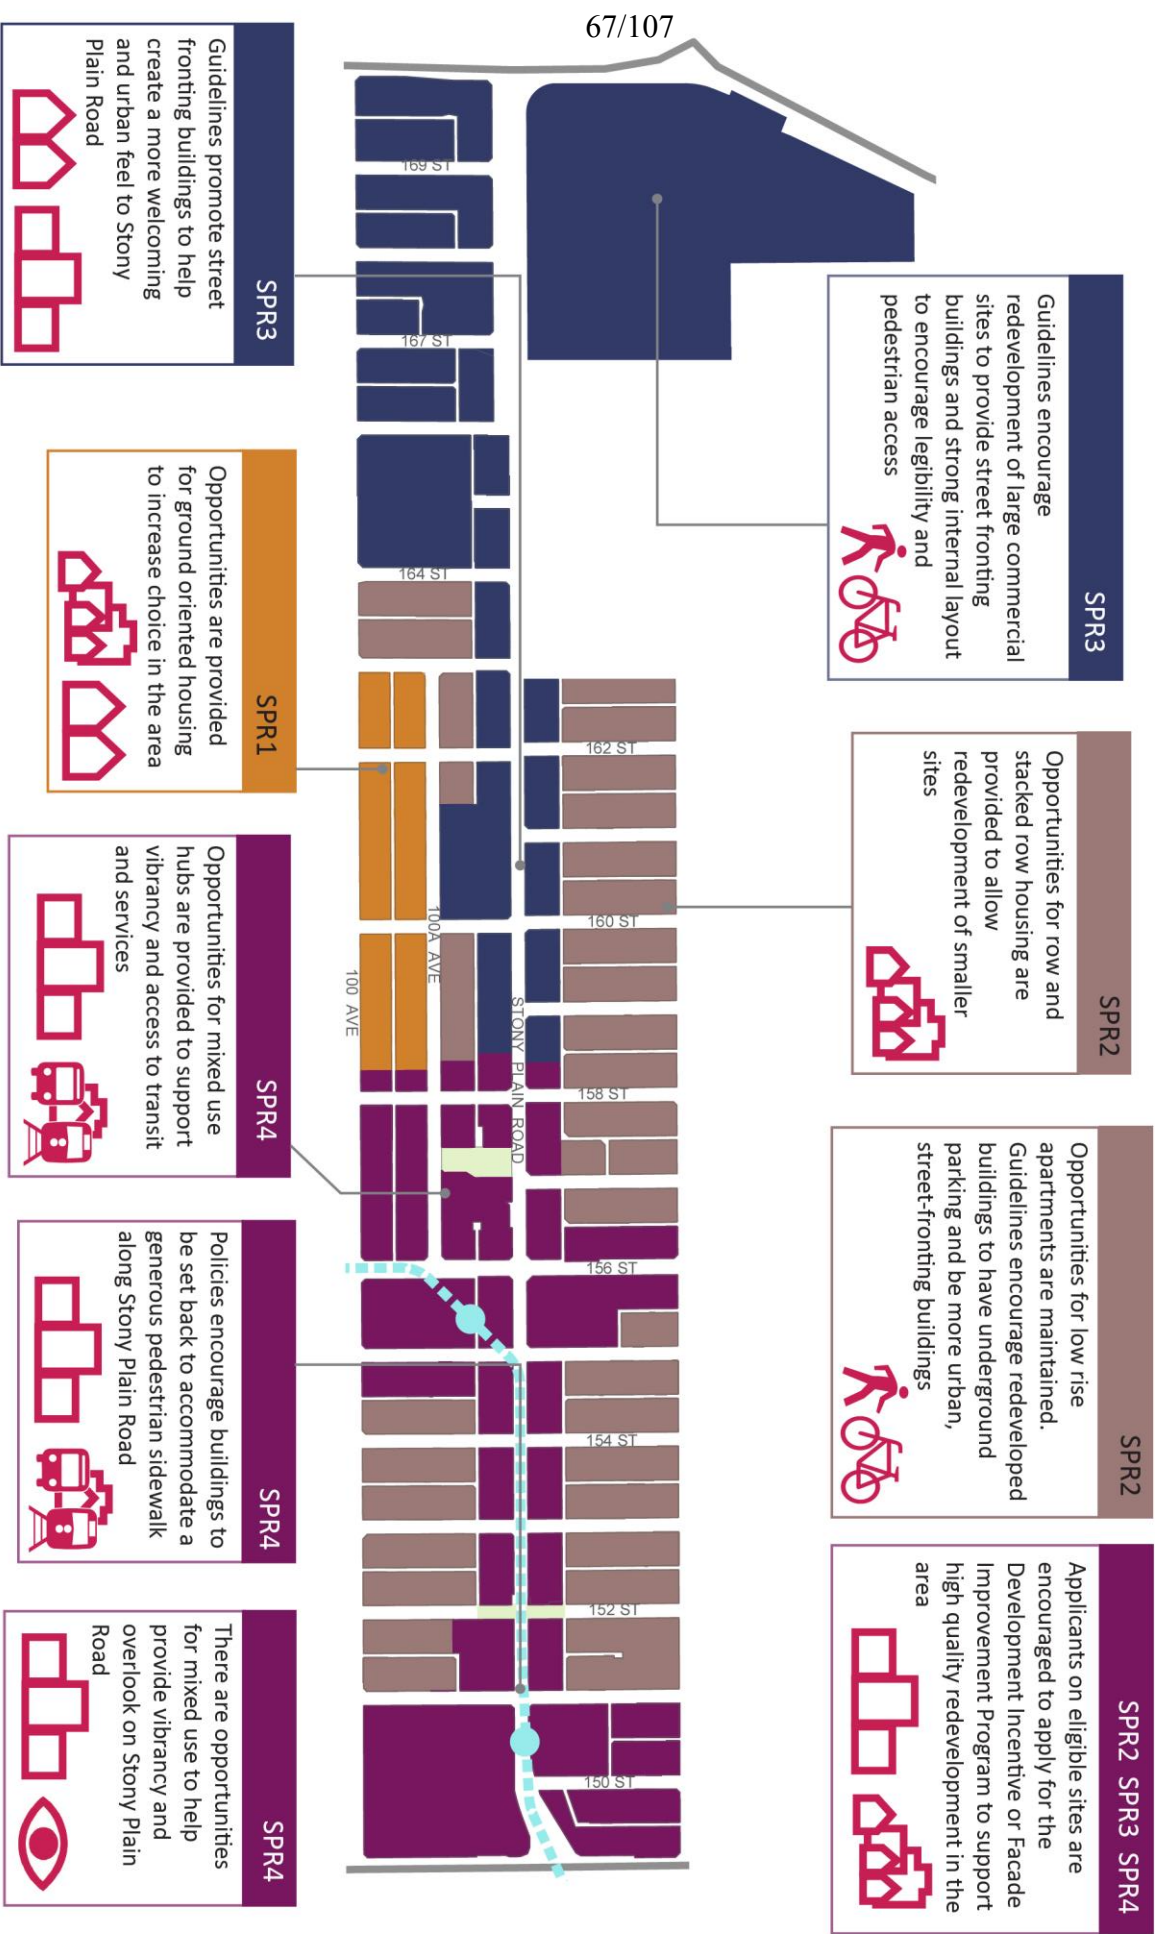 67/107
SPR3
Guidelines encourage
redevelopment of large commercial
sites to provide street fronting
buildings and strong internal layout
to encourage legibility and
pedestrian access
SPR2
Opportunities for row and
stacked row housing are
provided to allow
redevelopment of smaller
sites
SPR2
Opportunities for low rise
apartments are maintained.
Guidelines encourage redeveloped
buildings to have underground
parking and be more urban,
street-fronting buildings
SPR2 SPR3 SPR4
Applicants on eligible sites are
encouraged to apply for the
Development Incentive or Facade
Improvement Program to support
high quality redevelopment in the
area
162 ST
160 ST
158 ST
156 ST
154 ST
152 ST
150 ST
STONY PLAIN ROAD
169 ST
167 ST
164 ST
100A AVE
100 AVE
SPR3
Guidelines promote street
fronting buildings to help
create a more welcoming
and urban feel to Stony
Plain Road
SPR1
Opportunities are provided
for ground oriented housing
to increase choice in the area
SPR4
Opportunities for mixed use
hubs are provided to support
vibrancy and access to transit
and services
SPR4
Policies encourage buildings to
be set back to accommodate a
generous pedestrian sidewalk
along Stony Plain Road
SPR4
There are opportunities
for mixed use to help
provide vibrancy and
overlook on Stony Plain
Road